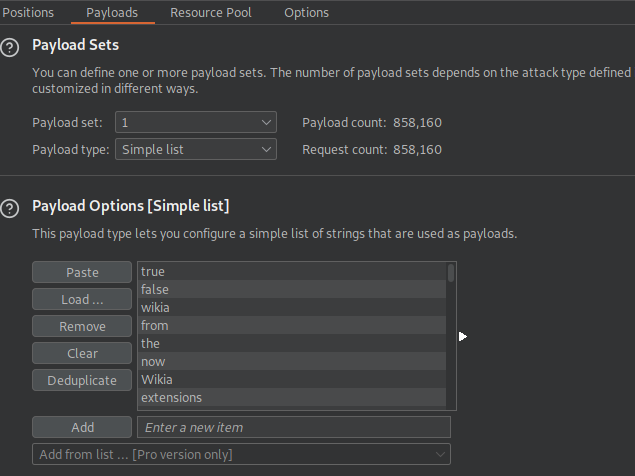 Positions Payloads Resource Pool Options
Payload Sets
You can define one or more payload sets. The number of payload sets depends on the attack type defined
customized in different ways.
Payload set: 1 Payload count: 858,160
Payload type: Simple list Request count: 858,160
Payload Options [Simple list]
This payload type lets you configure a simple list of strings that are used as payloads.
Paste
Load ...
Remove
Clear
Deduplicate
true
false
wikia
from
the
now
Wikia
extensions
Add Enter a new item
Add from list ... [Pro version only]